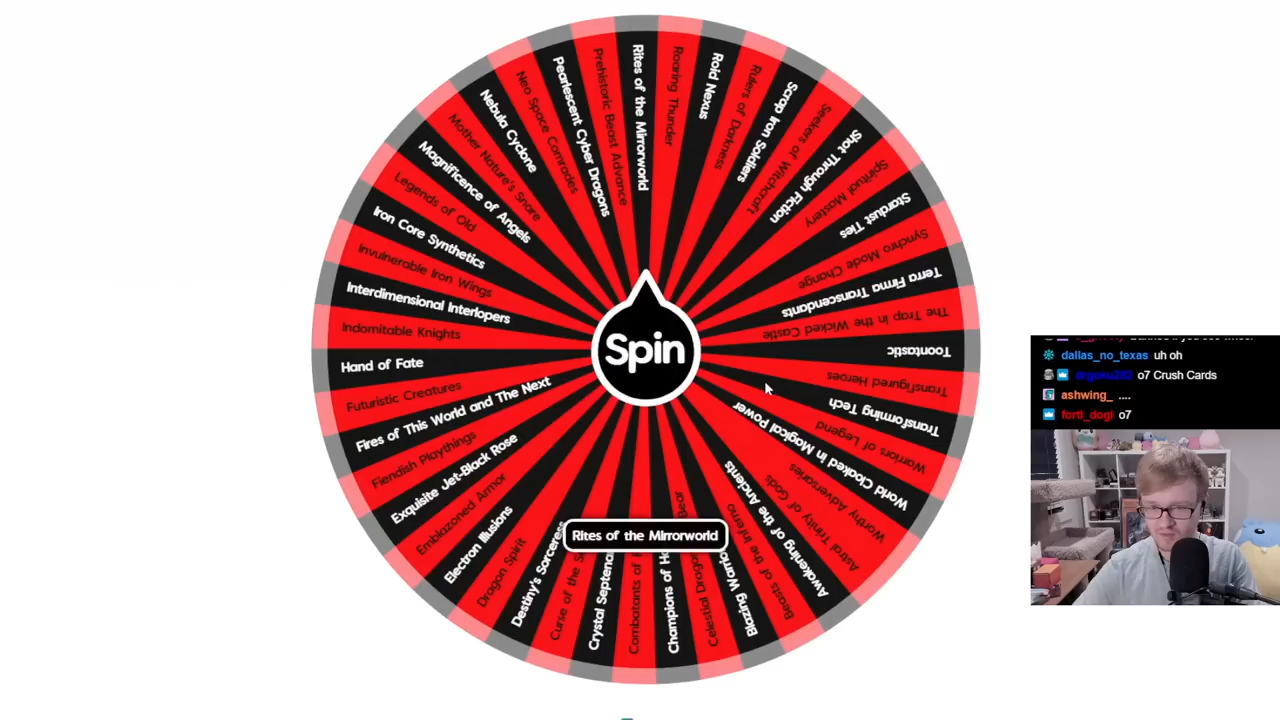 Rites of the Mirrorworld
Roaring Thunder
Roid Nexus
Rulers of Darkness
Scrap Iron Soldiers
Seekers of Witchcraft
Shot Through Fiction
Spiritual Mastery
Stardust Ties
Synchro Mode Change
Terra Firma Transcendants
The Trap in the Wicked Castle
Toontastic
Transfigured Heroes
Transforming Tech
Warriors of Legend
World Clocked in Magical Power
Worthy Adversaries
Astral Trinity of Gods
Awakening of the Ancients
Beasts of the Inferno
Blazing
Celestial
Champions of
Bear
Combatants of
Crystal
Curse of the
Destiny's
Dragon Spirit
Electron Illusions
Emblazoned Armor
Exquisite Jet-Black Rose
Fiendish Playthings
Fires of This World and The Next
Futuristic Creatures
Hand of Fate
Indomitable Knights
Interdimensional Interlopers
Invulnerable Iron Wings
Iron Core Synthetics
Legends of Old
Magnificence of Angels
Mother Nature's Snare
Nebula Cyclone
Neo Space Comrades
Pearlescent Cyber Dragons
Prehistoric Beast Advance
Spin
Rites of the Mirrorworld
dallas_no_texas uh oh
o7 Crush Cards
ashwing_ ....
fortl_dogi o7